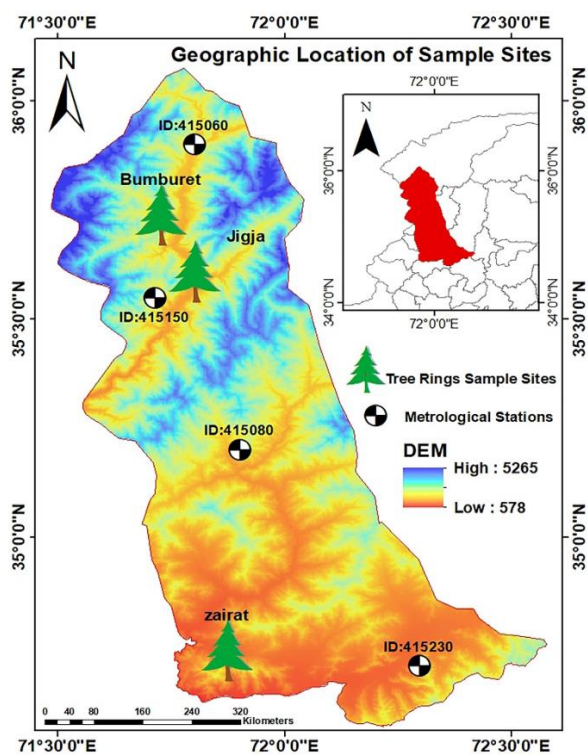 71°30'0"E
72°0'0"E
72°30'0"E
Geographic Location of Sample Sites
72°0'0"E
N
N
36°0'0"N
36°0'0"N
36°0'0"N
ID:415060
Bumburet
Jigja
ID:415150
35°30'0"N
35°30'0"N
34°0'0"N
34°0'0"N
72°0'0"E
Tree Rings Sample Sites
Metrological Stations
ID:415080
DEM
High : 5265
Low : 578
35°0'0"N
35°0'0"N
zairat
ID:415230
0 40 80 160 240 320
Kilometers
71°30'0"E
72°0'0"E
72°30'0"E